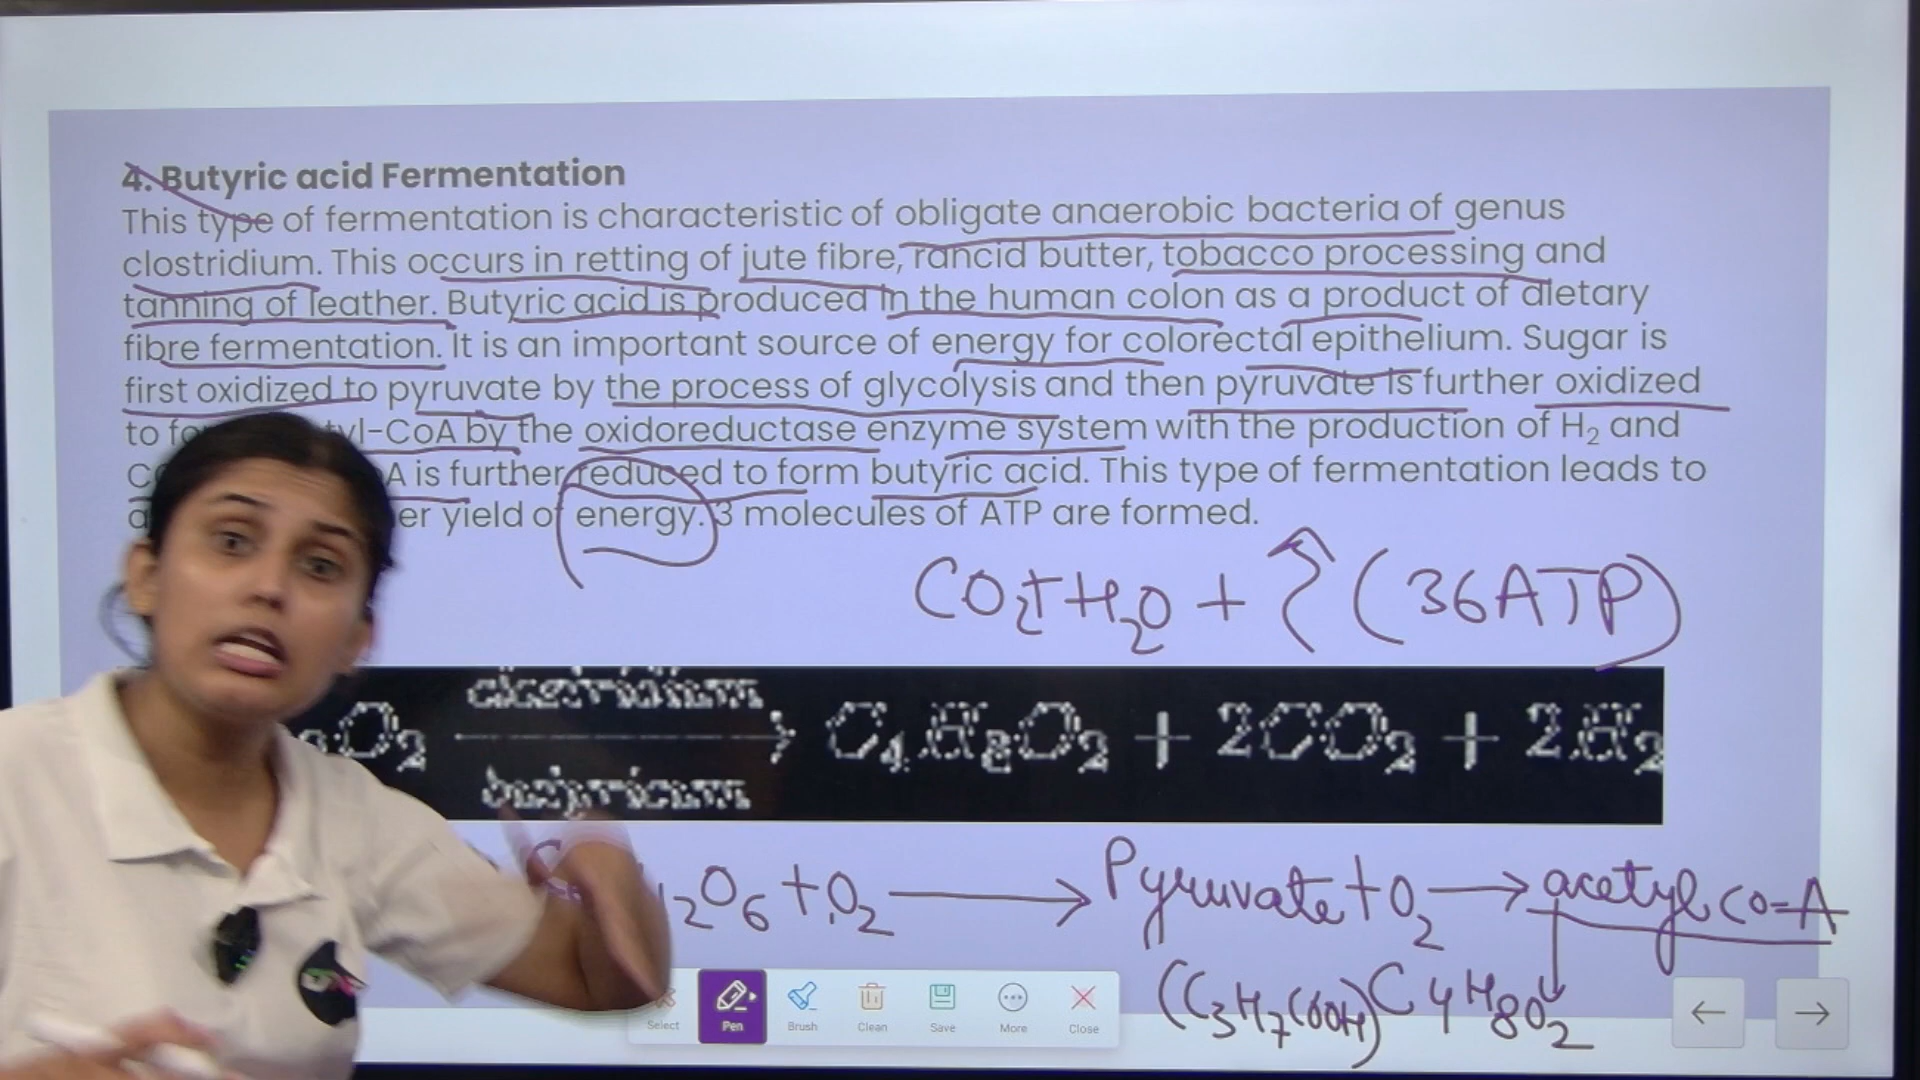 4. Butyric acid Fermentation
This type of fermentation is characteristic of obligate anaerobic bacteria of genus
clostridium. This occurs in retting of jute fibre, rancid butter, tobacco processing and
tanning of leather. Butyric acid is produced in the human colon as a product of dietary
fibre fermentation. It is an important source of energy for colorectal epithelium. Sugar is
first oxidized to pyruvate by the process of glycolysis and then pyruvate is further oxidized
to tyl-CoA by the oxidoreductase enzyme system with the production of H₂ and
A is further reduced to form butyric acid. This type of fermentation leads to
er yield of energy. 3 molecules of ATP are formed.
CO₂ + H₂O + (36ATP)
clostridium
O₂ → C₄H₈O₂ + 2CO₂ + 2H₂
butyricum
₂O₆ + O₂ → Pyruvate + O₂ → acetyl CO-A
(C₃H₇COOH) C₄H₈O₂
Select Pen Brush Clean Save More Close